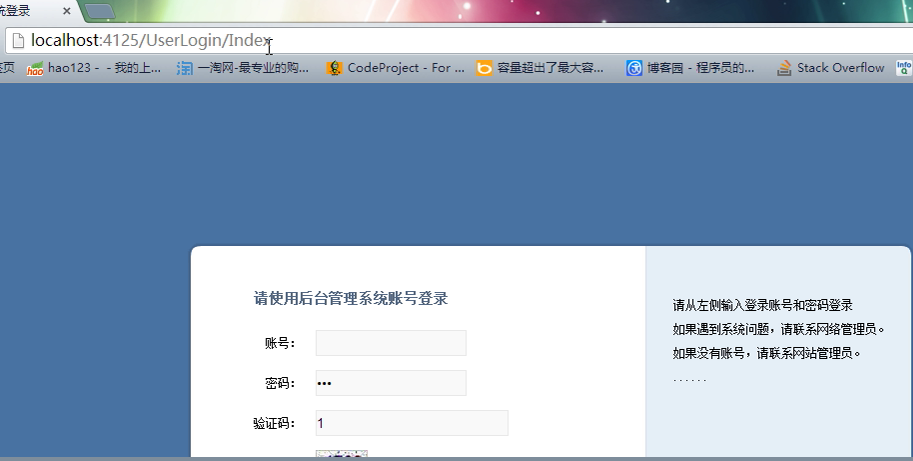 统登录
localhost:4125/UserLogin/Index
签页 hao123 - - 我的上... 一淘网-最专业的购... CodeProject - For ... 容量超出了最大容... 博客园 - 程序员的... Stack Overflow Info Q
请使用后台管理系统账号登录
账号：
密码： •••
验证码： 1
请从左侧输入登录账号和密码登录
如果遇到系统问题，请联系网络管理员。
如果没有账号，请联系网站管理员。
......